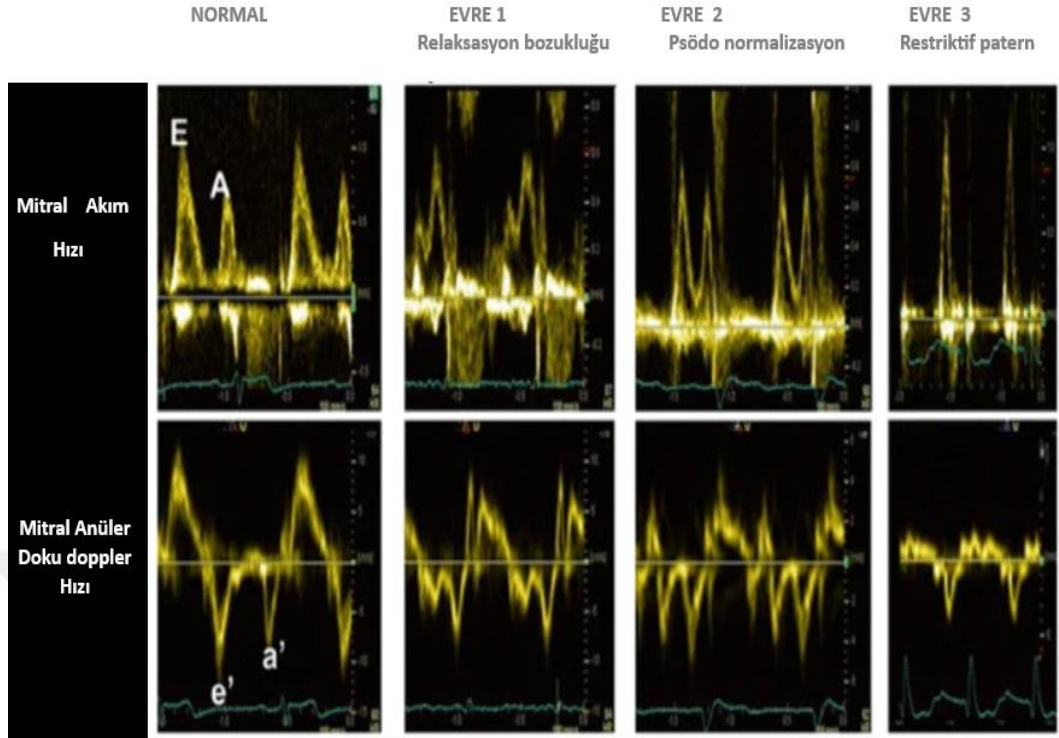 NORMAL
EVRE 1
Relaksasyon bozukluğu
EVRE 2
Psödo normalizasyon
EVRE 3
Restriktif patern
Mitral Akım
Hızı
E
A
Mitral Anüler
Doku doppler
Hızı
e’
a’